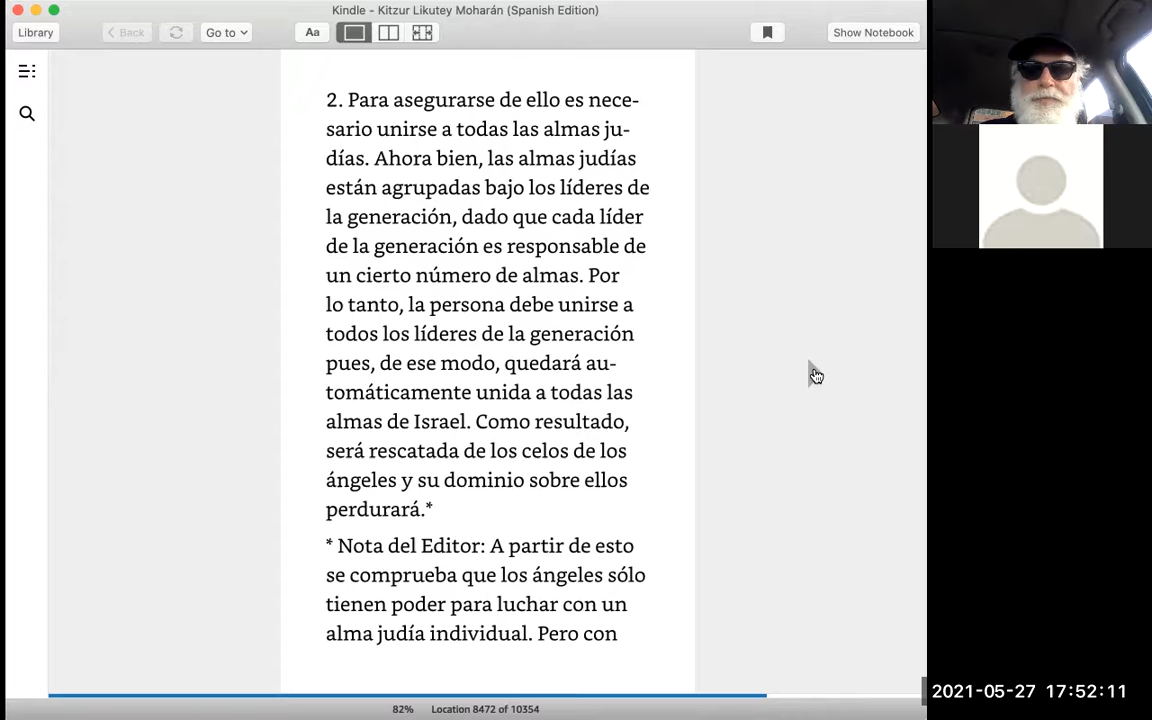 Kindle - Kitzur Likutey Moharán (Spanish Edition)
Library
Back
Go to
Aa
Show Notebook
2. Para asegurarse de ello es nece-
sario unirse a todas las almas ju-
días. Ahora bien, las almas judías
están agrupadas bajo los líderes de
la generación, dado que cada líder
de la generación es responsable de
un cierto número de almas. Por
lo tanto, la persona debe unirse a
todos los líderes de la generación
pues, de ese modo, quedará au-
tomáticamente unida a todas las
almas de Israel. Como resultado,
será rescatada de los celos de los
ángeles y su dominio sobre ellos
perdurará.*
* Nota del Editor: A partir de esto
se comprueba que los ángeles sólo
tienen poder para luchar con un
alma judía individual. Pero con
82% Location 8472 of 10354
2021-05-27 17:52:11